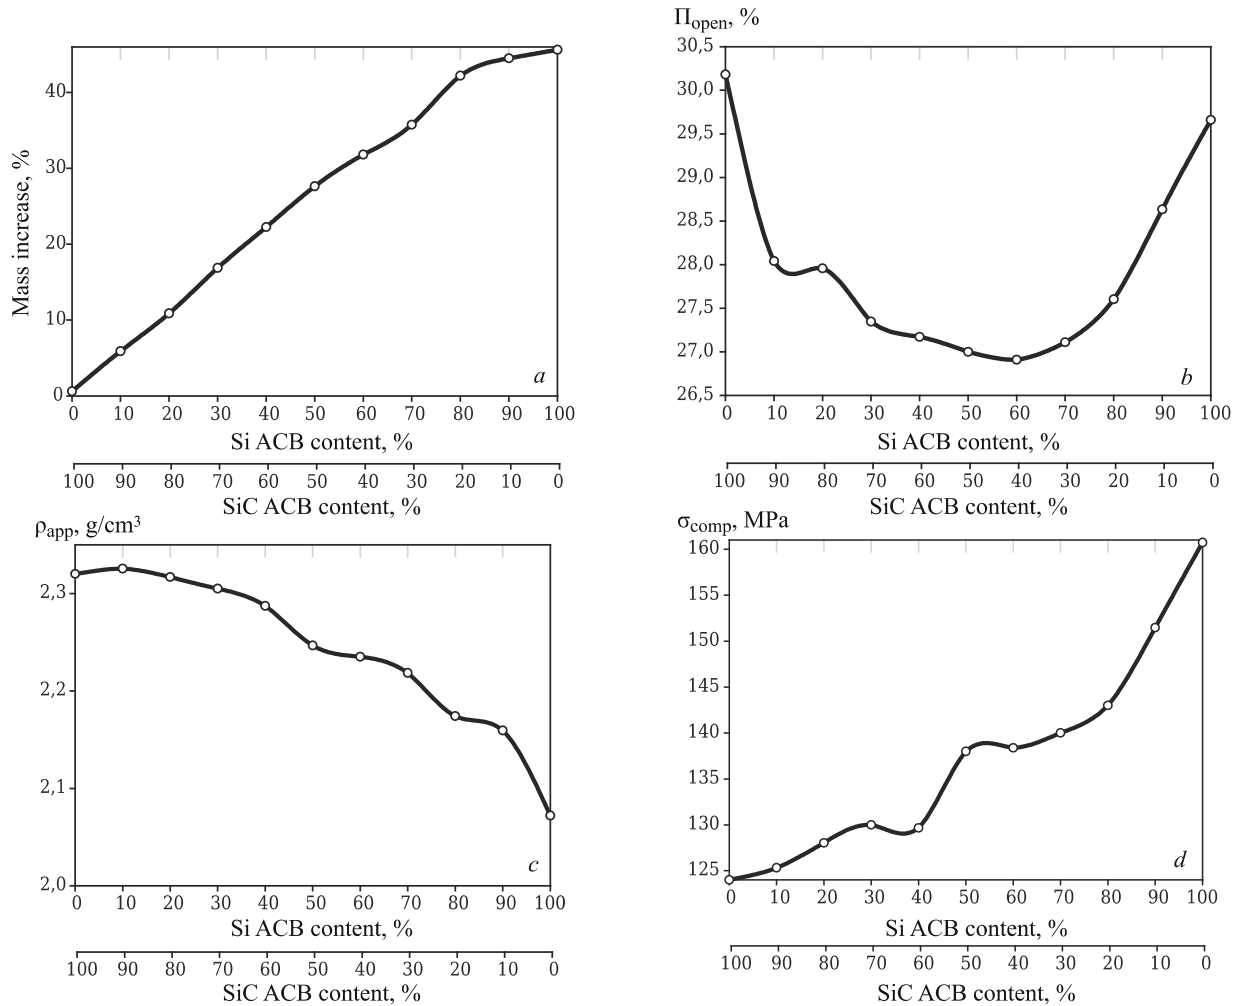 Mass increase, %
40
30
20
10
0
a
0 10 20 30 40 50 60 70 80 90 100
Si ACB content, %
100 90 80 70 60 50 40 30 20 10 0
SiC ACB content, %
Πopen, %
30,5
30,0
29,5
29,0
28,5
28,0
27,5
27,0
26,5
b
0 10 20 30 40 50 60 70 80 90 100
Si ACB content, %
100 90 80 70 60 50 40 30 20 10 0
SiC ACB content, %
ρapp, g/cm³
2,3
2,2
2,1
2,0
c
0 10 20 30 40 50 60 70 80 90 100
Si ACB content, %
100 90 80 70 60 50 40 30 20 10 0
SiC ACB content, %
σcomp, MPa
160
155
150
145
140
135
130
125
d
0 10 20 30 40 50 60 70 80 90 100
Si ACB content, %
100 90 80 70 60 50 40 30 20 10 0
SiC ACB content, %